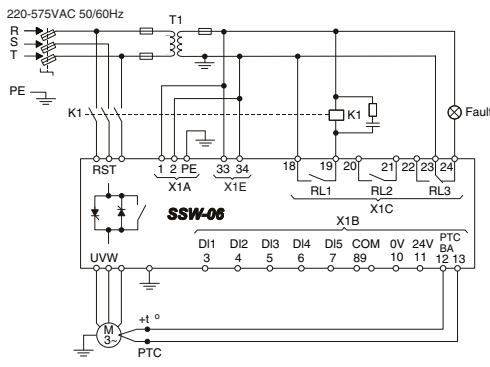 220-575VAC 50/60Hz
T1
R
S
T
PE
K1
K1
Fault
RST
1 2 PE 33 34 18 19 20 21 22 23 24
X1A X1E RL1 RL2 RL3
X1C
SSW-06
X1B
DI1 DI2 DI3 DI4 DI5 COM 0V 24V PTC
BA
3 4 5 6 7 89 10 11 12 13
UVW
M
3~
+t °
PTC